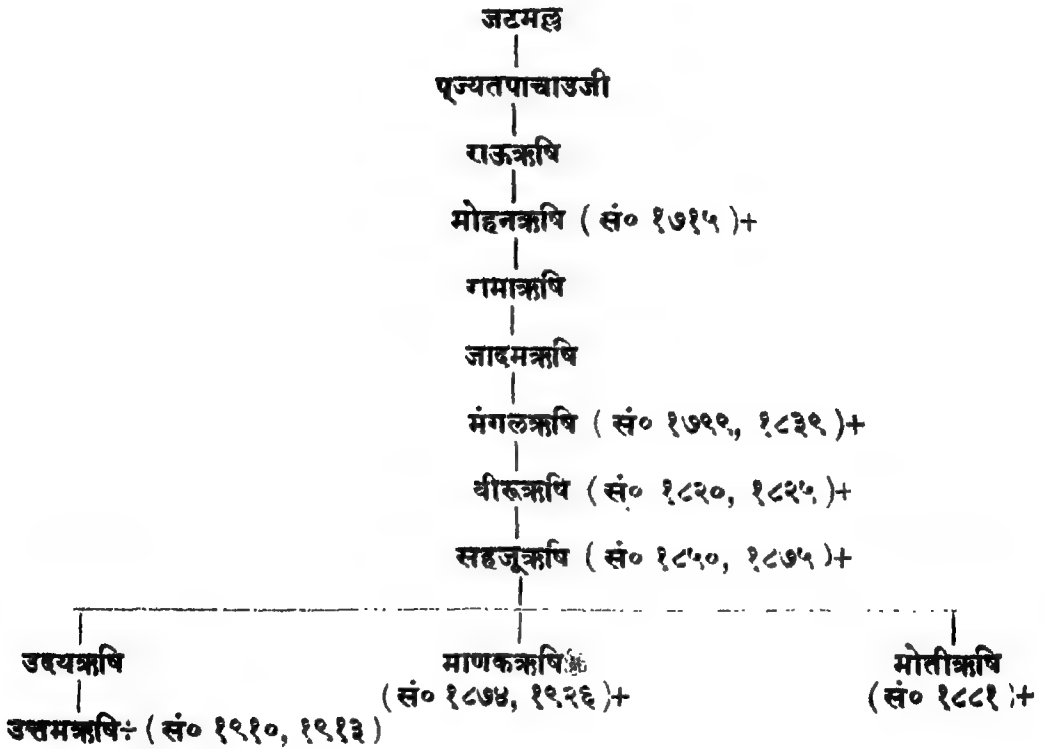 जटमल्ल
पूज्यतपाचाउजी
राऊऋषि
मोहनऋषि ( सं० १७१५ )+
रामाऋषि
जादमऋषि
मंगलऋषि ( सं० १७९९, १८३९ )+
वीरूऋषि ( सं० १८२०, १८२५ )+
सहजूऋषि ( सं० १८५०, १८७५ )+
उदयऋषि माणकऋषि मोतीऋषि
( सं० १८७४, १९२६ )+ ( सं० १८८१ )+
उत्तमऋषि÷ ( सं० १९१०, १९१३ )